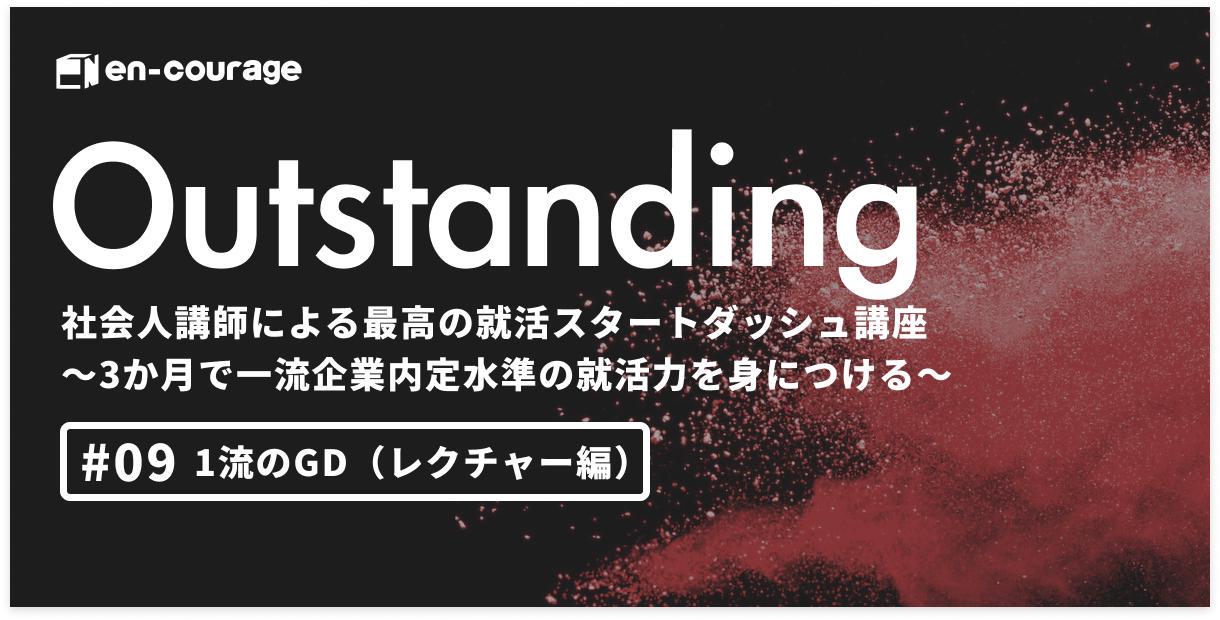 en-courage
Outstanding
社会人講師による最高の就活スタートダッシュ講座
〜3か月で一流企業内定水準の就活力を身につける〜
#09 1流のGD（レクチャー編）